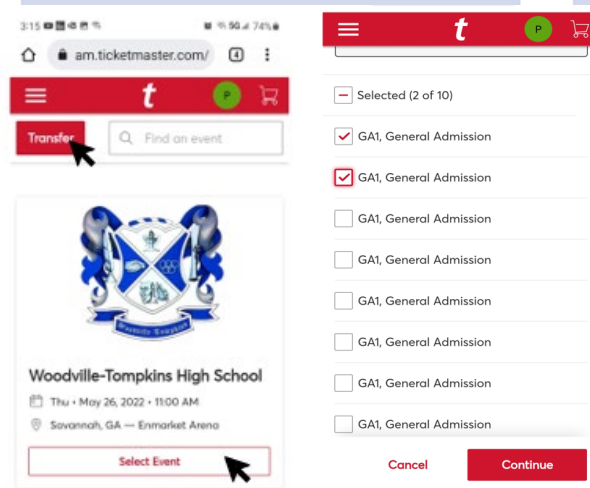 3:15
5G 74%
am.ticketmaster.com/
4
t
P
Transfer
Find an event
Woodville-Tompkins
Woodville-Tompkins High School
Thu • May 26, 2022 • 11:00 AM
Savannah, GA — Enmarket Arena
Select Event
t
P
Selected (2 of 10)
GA1, General Admission
GA1, General Admission
GA1, General Admission
GA1, General Admission
GA1, General Admission
GA1, General Admission
GA1, General Admission
GA1, General Admission
Cancel
Continue